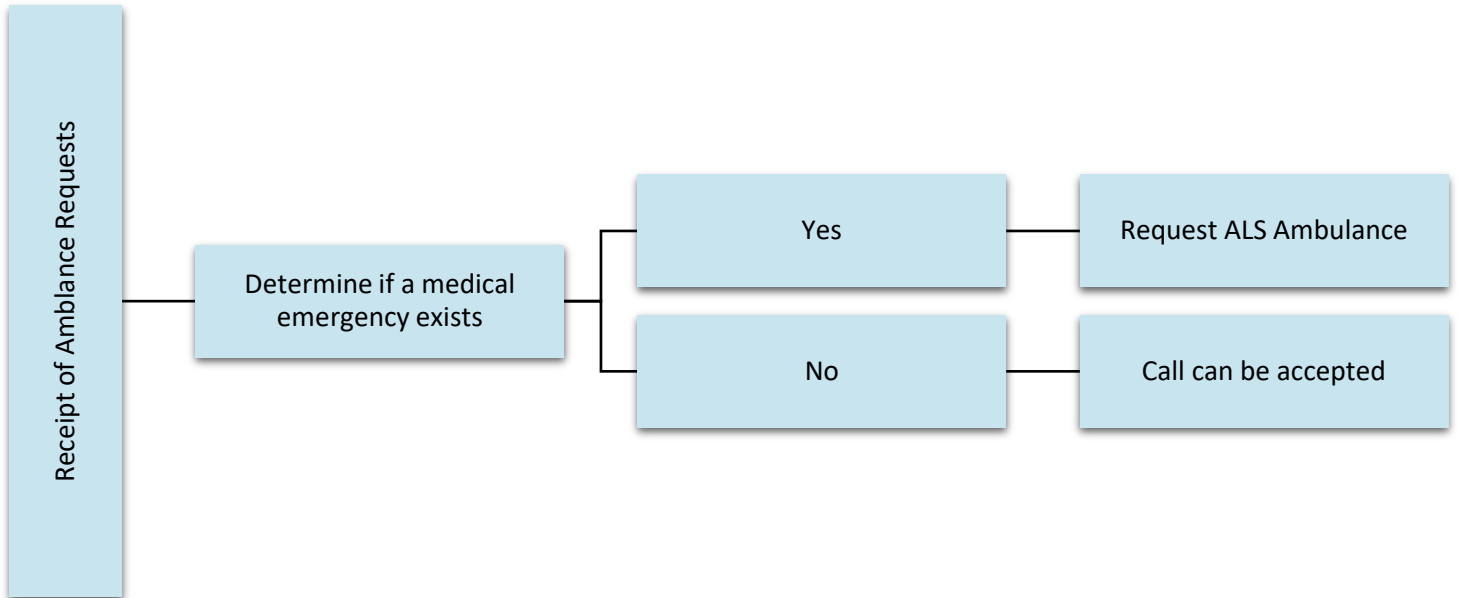 Receipt of Amblance Requests
Determine if a medical
emergency exists
Yes
Request ALS Ambulance
No
Call can be accepted